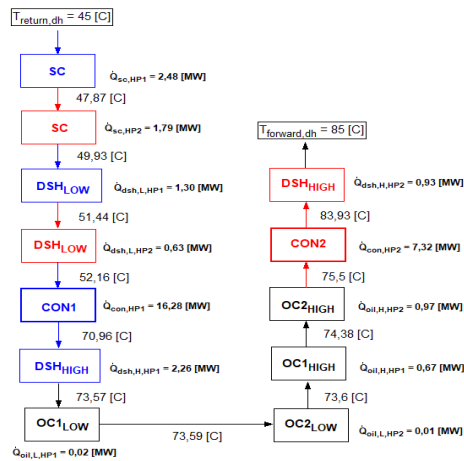 T_return,dh = 45 [C]
SC
Q̇_sc,HP1 = 2,48 [MW]
47,87 [C]
SC
Q̇_sc,HP2 = 1,79 [MW]
49,93 [C]
DSH_LOW
Q̇_dsh,L,HP1 = 1,30 [MW]
51,44 [C]
DSH_LOW
Q̇_dsh,L,HP2 = 0,63 [MW]
52,16 [C]
CON1
Q̇_con,HP1 = 16,28 [MW]
70,96 [C]
DSH_HIGH
Q̇_dsh,H,HP1 = 2,26 [MW]
73,57 [C]
OC1_LOW
Q̇_oil,L,HP1 = 0,02 [MW]
73,59 [C]
OC2_LOW
Q̇_oil,L,HP2 = 0,01 [MW]
73,6 [C]
OC1_HIGH
Q̇_oil,H,HP1 = 0,67 [MW]
74,38 [C]
OC2_HIGH
Q̇_oil,H,HP2 = 0,97 [MW]
75,5 [C]
CON2
Q̇_con,HP2 = 7,32 [MW]
83,93 [C]
DSH_HIGH
Q̇_dsh,H,HP2 = 0,93 [MW]
T_forward,dh = 85 [C]